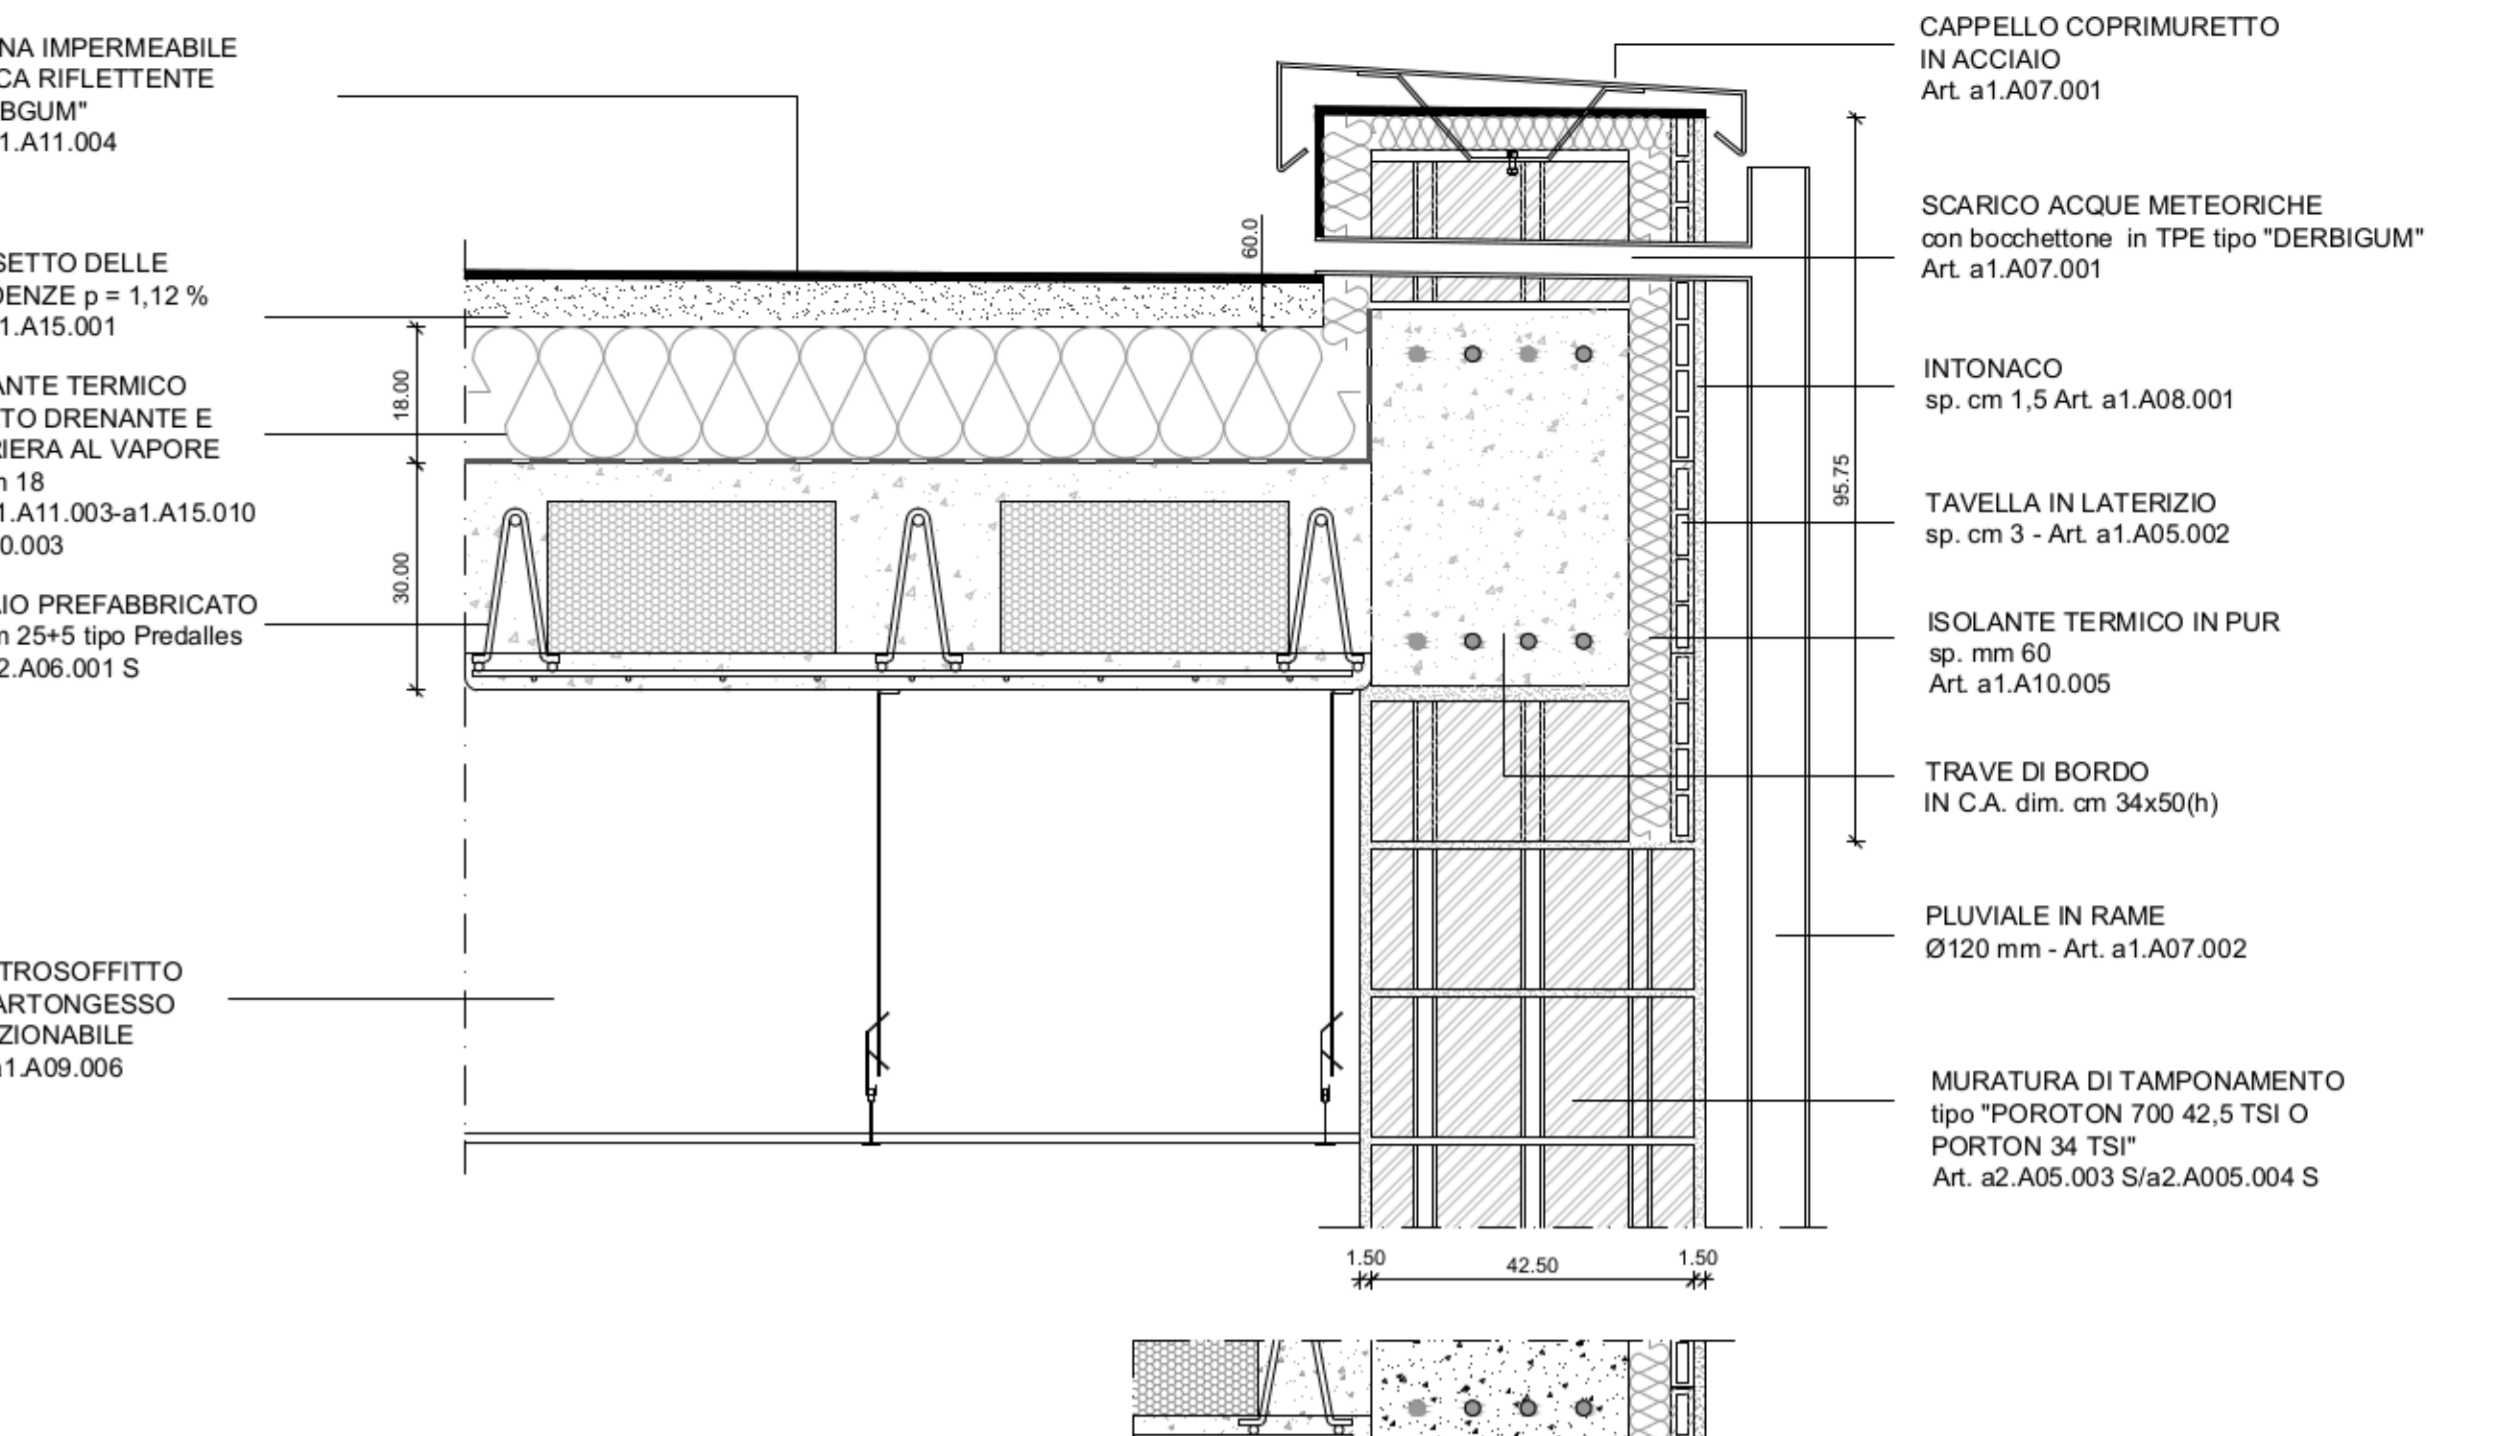 NA IMPERMEABILE
CA RIFLETTENTE
BGUM"
1.A11.004
SETTO DELLE
DENZE p = 1,12 %
1.A15.001
ANTE TERMICO
TO DRENANTE E
RIERA AL VAPORE
m 18
1.A11.003-a1.A15.010
0.003
AIO PREFABBRICATO
m 25+5 tipo Predalles
2.A06.001 S
TROSOFFITTO
ARTONGESSO
ZIONABILE
a1.A09.006
18.00
30.00
60.0
95.75
CAPPELLO COPRIMURETTO
IN ACCIAIO
Art. a1.A07.001
SCARICO ACQUE METEORICHE
con bocchettone in TPE tipo "DERBIGUM"
Art. a1.A07.001
INTONACO
sp. cm 1,5 Art. a1.A08.001
TAVELLA IN LATERIZIO
sp. cm 3 - Art. a1.A05.002
ISOLANTE TERMICO IN PUR
sp. mm 60
Art. a1.A10.005
TRAVE DI BORDO
IN C.A. dim. cm 34x50(h)
PLUVIALE IN RAME
Ø120 mm - Art. a1.A07.002
MURATURA DI TAMPONAMENTO
tipo "POROTON 700 42,5 TSI O
PORTON 34 TSI"
Art. a2.A05.003 S/a2.A005.004 S
1.50
42.50
1.50